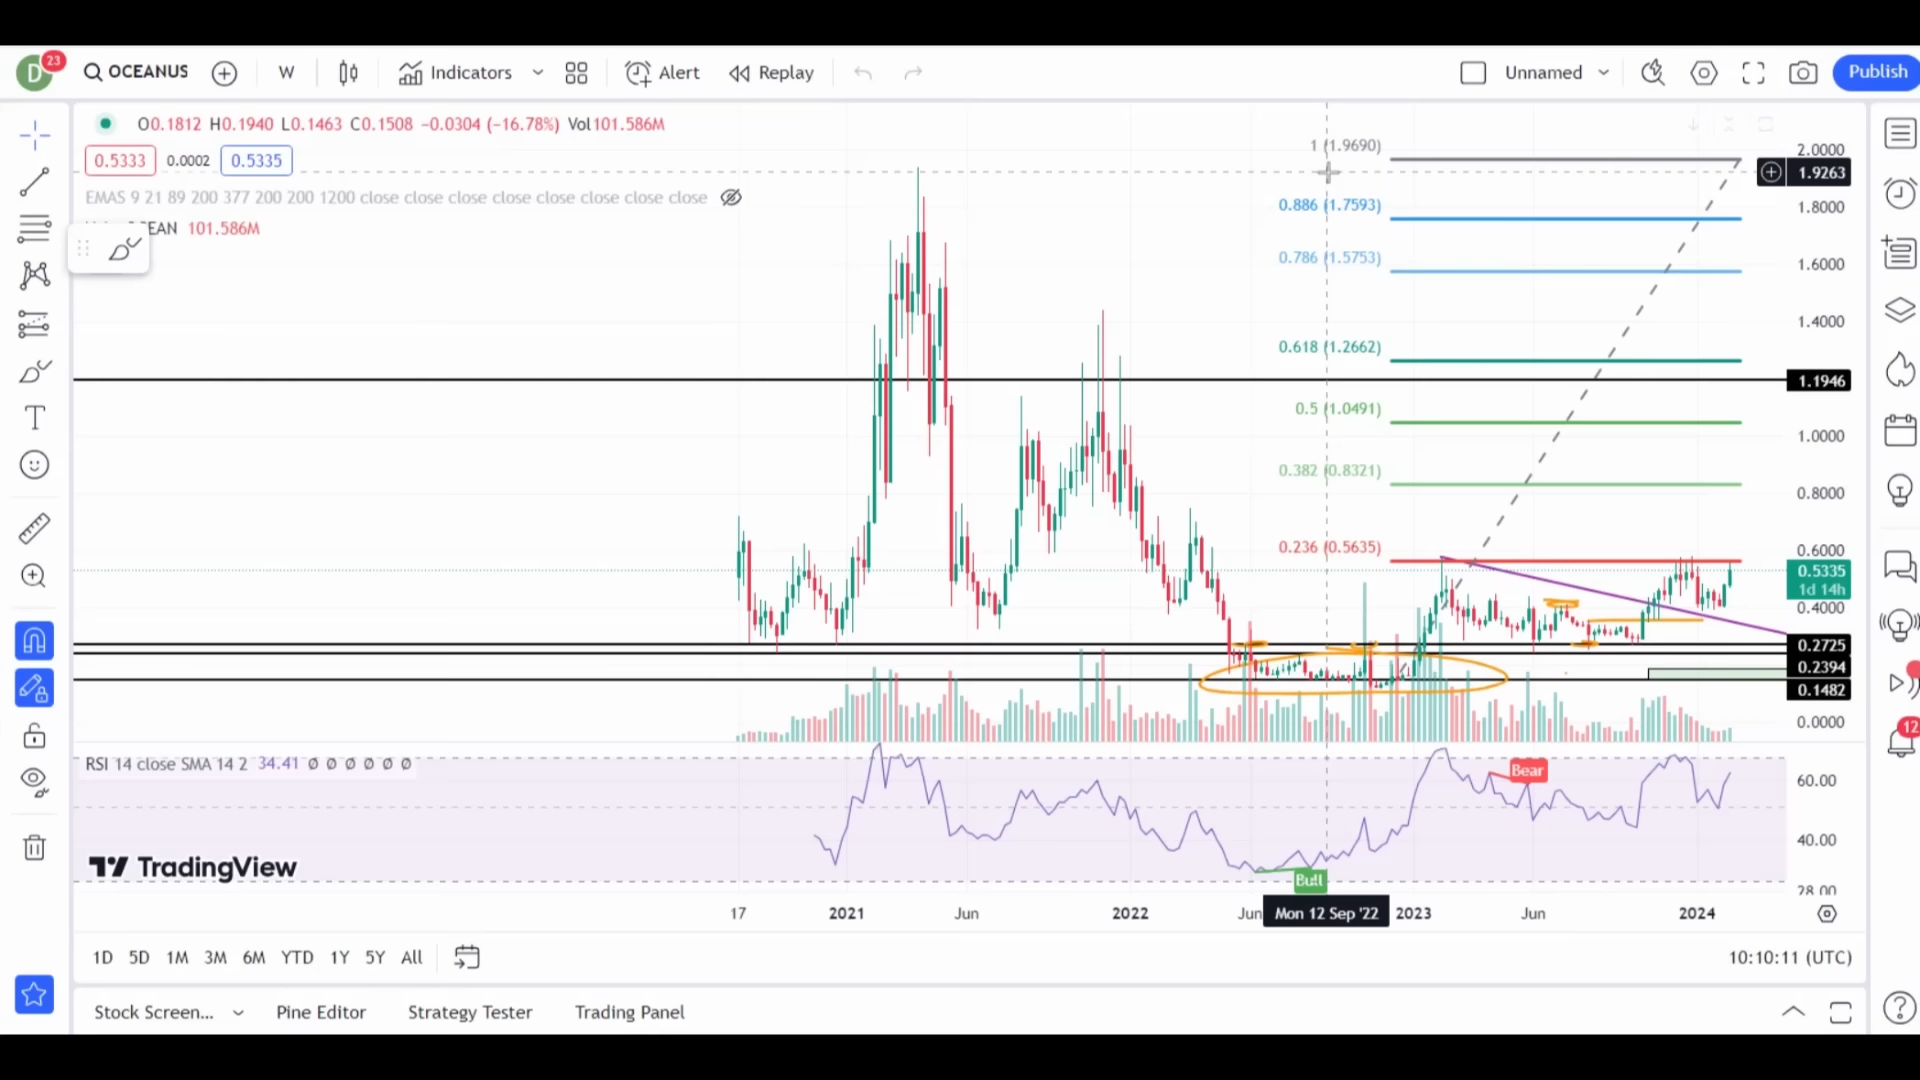 D 23 OCEANUS W Indicators Alert Replay Unnamed Publish
O0.1812 H0.1940 L0.1463 C0.1508 −0.0304 (−16.78%) Vol101.586M
0.5333 0.0002 0.5335
EMAS 9 21 89 200 377 200 200 1200 close close close close close close close close
EAN 101.586M
1 (1.9690)
0.886 (1.7593)
0.786 (1.5753)
0.618 (1.2662)
0.5 (1.0491)
0.382 (0.8321)
0.236 (0.5635)
2.0000
1.9263
1.8000
1.6000
1.4000
1.1946
1.0000
0.8000
0.6000
0.5335
1d 14h
0.4000
0.2725
0.2394
0.1482
0.0000
RSI 14 close SMA 14 2 34.41 Ø Ø Ø Ø Ø Ø
Bear
Bull
60.00
40.00
28.00
TradingView
17 2021 Jun 2022 Jun Mon 12 Sep '22 2023 Jun 2024
1D 5D 1M 3M 6M YTD 1Y 5Y All 10:10:11 (UTC)
Stock Screen... Pine Editor Strategy Tester Trading Panel
12